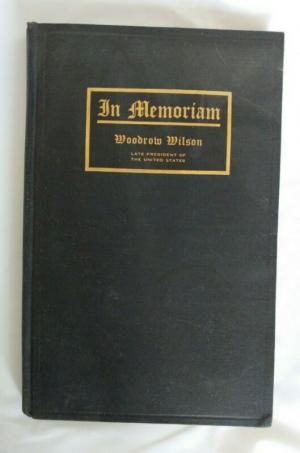 In Memoriam
Woodrow Wilson
LATE PRESIDENT OF
THE UNITED STATES